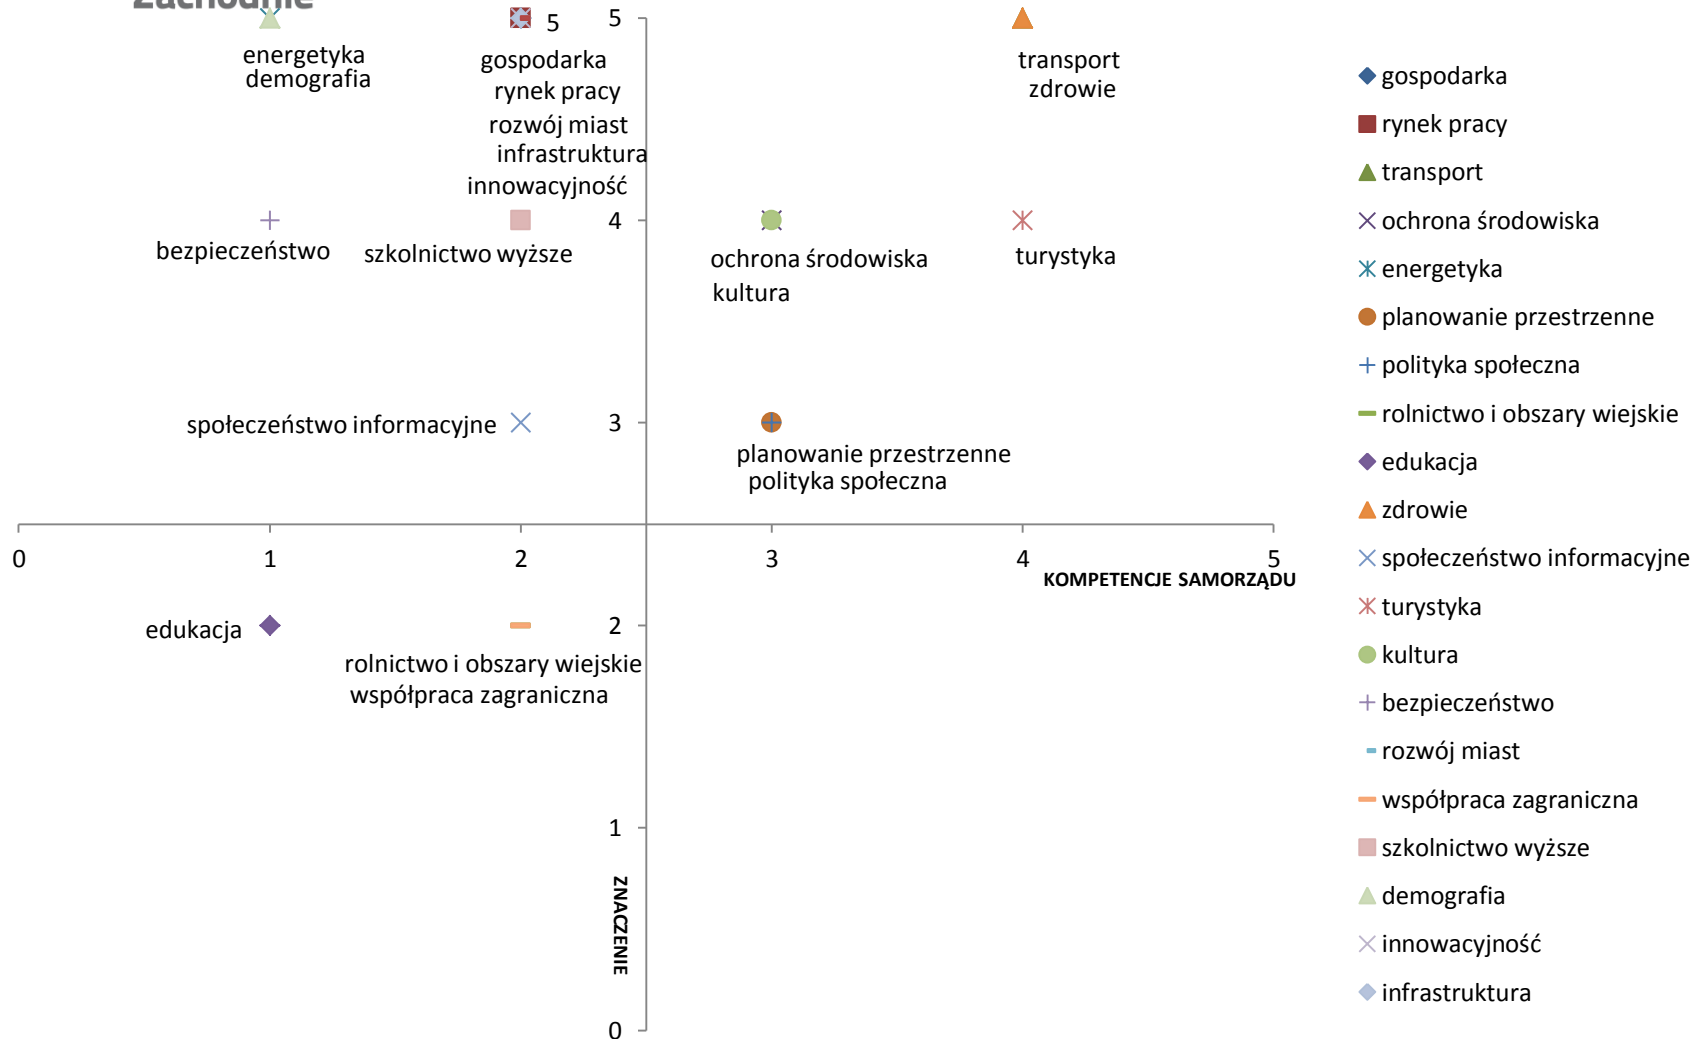 Zachodnie
5
5
energetyka
demografia
gospodarka
rynek pracy
rozwój miast
infrastruktura
innowacyjność
transport
zdrowie
4
bezpieczeństwo
szkolnictwo wyższe
ochrona środowiska
kultura
turystyka
3
społeczeństwo informacyjne
planowanie przestrzenne
polityka społeczna
0 1 2 3 4 5
KOMPETENCJE SAMORZĄDU
2
edukacja
rolnictwo i obszary wiejskie
współpraca zagraniczna
1
ZNACZENIE
0
gospodarka
rynek pracy
transport
ochrona środowiska
energetyka
planowanie przestrzenne
polityka społeczna
rolnictwo i obszary wiejskie
edukacja
zdrowie
społeczeństwo informacyjne
turystyka
kultura
bezpieczeństwo
rozwój miast
współpraca zagraniczna
szkolnictwo wyższe
demografia
innowacyjność
infrastruktura